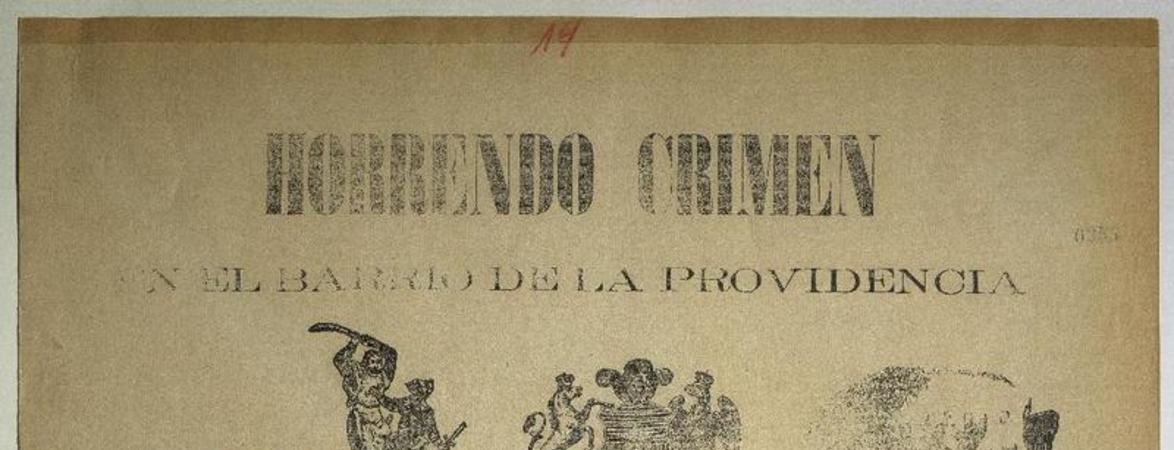 14
HORRENDO CRIMEN
EN EL BARRIO DE LA PROVIDENCIA